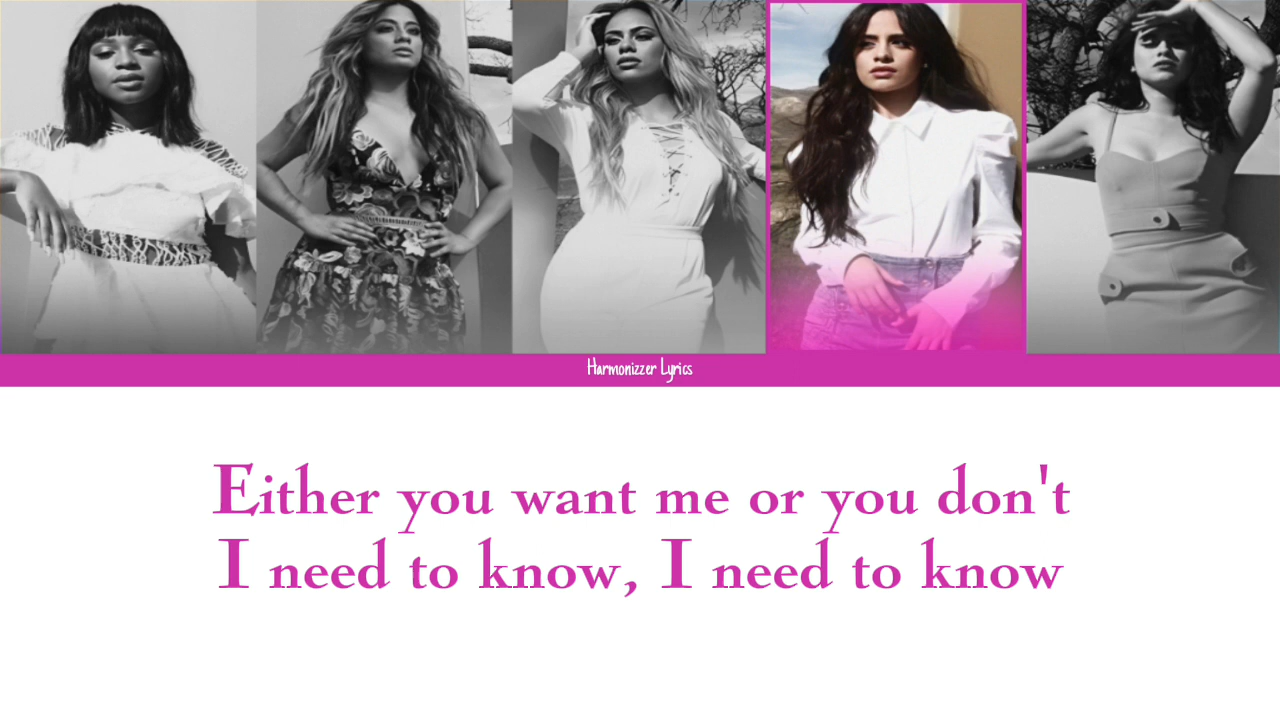 Harmonizzer Lyrics
Either you want me or you don't
I need to know, I need to know